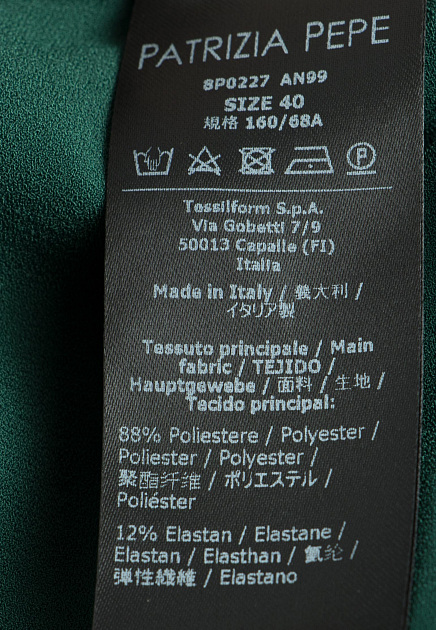 PATRIZIA PEPE
8P0227 AN99
SIZE 40
規格 160/68A
P
Tessilform S.p.A.
Via Gobetti 7/9
50013 Capalle (FI)
Italia
Made in Italy / 義大利 /
イタリア製
Tessuto principale / Main
fabric / TEJIDO /
Hauptgewebe / 面料 / 生地 /
Tecido principal:
88% Poliestere / Polyester /
Poliester / Polyester /
聚酯纤维 / ポリエステル /
Poliéster
12% Elastan / Elastane /
Elastan / Elasthan / 氨纶 /
弾性繊維 / Elastano